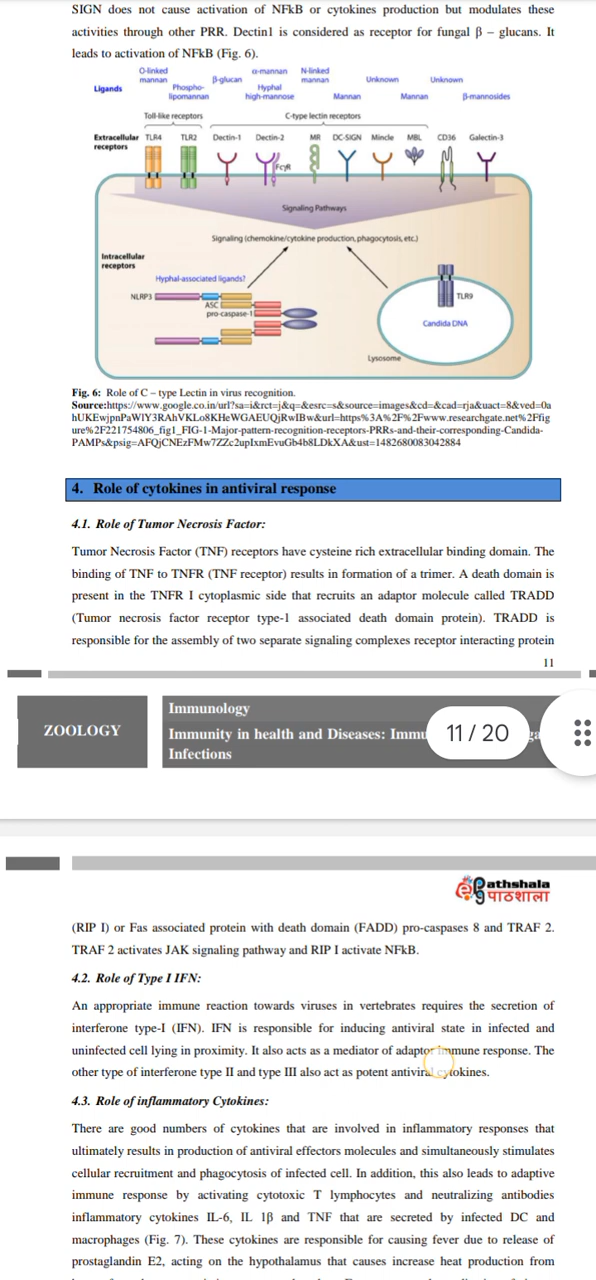 SIGN does not cause activation of NFkB or cytokines production but modulates these
activities through other PRR. Dectin1 is considered as receptor for fungal β – glucans. It
leads to activation of NFkB (Fig. 6).
Ligands
O-linked
mannan
Phospho-
lipomannan
β-glucan
α-mannan
Hyphal
high-mannose
N-linked
mannan
Mannan
Unknown
Mannan
Unknown
β-mannosides
Toll-like receptors
C-type lectin receptors
Extracellular
receptors
TLR4
TLR2
Dectin-1
Dectin-2
MR
DC-SIGN
Mincle
MBL
CD36
Galectin-3
FcγR
Signaling Pathways
Signaling (chemokine/cytokine production, phagocytosis, etc.)
Intracellular
receptors
Hyphal-associated ligands?
NLRP3
ASC
pro-caspase-1
TLR9
Candida DNA
Lysosome
Fig. 6: Role of C – type Lectin in virus recognition.
Source:https://www.google.co.in/url?sa=i&rct=j&q=&esrc=s&source=images&cd=&cad=rja&uact=8&ved=0a
hUKEwjpnPaWlY3RAhVKLo8KHeWGAEUQjRwIBw&url=https%3A%2F%2Fwww.researchgate.net%2Ffig
ure%2F221754806_fig1_FIG-1-Major-pattern-recognition-receptors-PRRs-and-their-corresponding-Candida-
PAMPs&psig=AFQjCNEzFMw7ZZc2upIxmEvuGb4b8LDkXA&ust=1482680083042884
4. Role of cytokines in antiviral response
4.1. Role of Tumor Necrosis Factor:
Tumor Necrosis Factor (TNF) receptors have cysteine rich extracellular binding domain. The
binding of TNF to TNFR (TNF receptor) results in formation of a trimer. A death domain is
present in the TNFR I cytoplasmic side that recruits an adaptor molecule called TRADD
(Tumor necrosis factor receptor type-1 associated death domain protein). TRADD is
responsible for the assembly of two separate signaling complexes receptor interacting protein
11
ZOOLOGY
Immunology
Immunity in health and Diseases: Immu
Infections
11 / 20
athshala
पाठशाला
(RIP I) or Fas associated protein with death domain (FADD) pro-caspases 8 and TRAF 2.
TRAF 2 activates JAK signaling pathway and RIP I activate NFkB.
4.2. Role of Type I IFN:
An appropriate immune reaction towards viruses in vertebrates requires the secretion of
interferone type-I (IFN). IFN is responsible for inducing antiviral state in infected and
uninfected cell lying in proximity. It also acts as a mediator of adaptor immune response. The
other type of interferone type II and type III also act as potent antiviral cytokines.
4.3. Role of inflammatory Cytokines:
There are good numbers of cytokines that are involved in inflammatory responses that
ultimately results in production of antiviral effectors molecules and simultaneously stimulates
cellular recruitment and phagocytosis of infected cell. In addition, this also leads to adaptive
immune response by activating cytotoxic T lymphocytes and neutralizing antibodies
inflammatory cytokines IL-6, IL 1β and TNF that are secreted by infected DC and
macrophages (Fig. 7). These cytokines are responsible for causing fever due to release of
prostaglandin E2, acting on the hypothalamus that causes increase heat production from